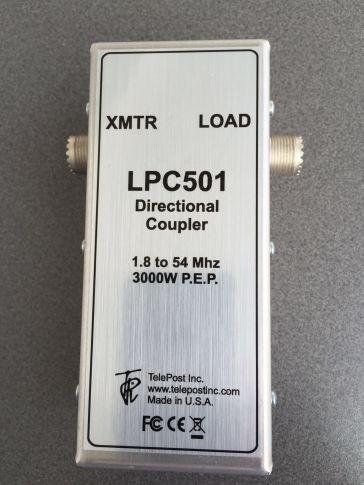 XMTR LOAD
LPC501
Directional
Coupler
1.8 to 54 Mhz
3000W P.E.P.
TelePost Inc.
www.telepostinc.com
Made in U.S.A.
FC CE